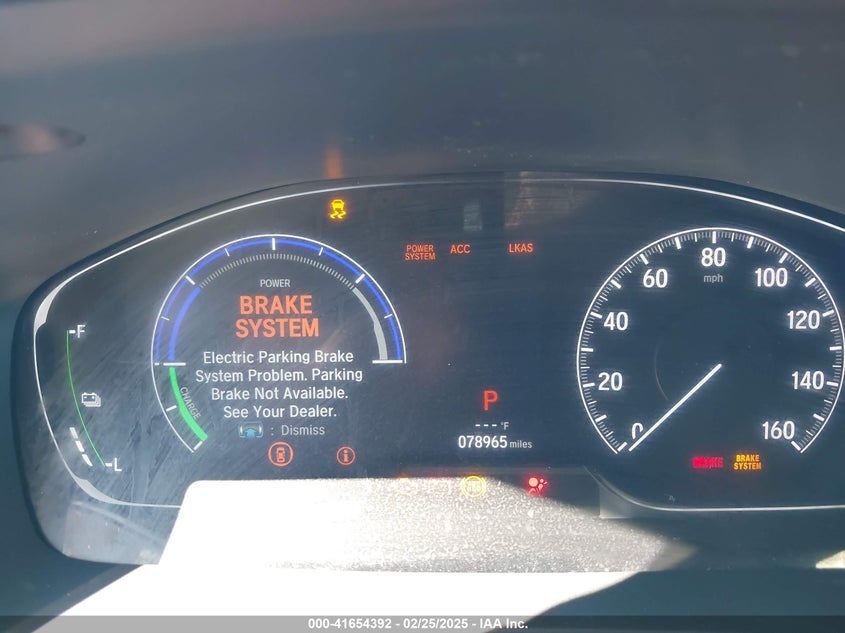 POWER
SYSTEM
ACC
LKAS
POWER
BRAKE
SYSTEM
Electric Parking Brake
System Problem. Parking
Brake Not Available.
See Your Dealer.
: Dismiss
CHARGE
F
L
P
--- °F
078965 miles
0
20
40
60
80
100
120
140
160
mph
BRAKE
BRAKE
SYSTEM
000-41654392 - 02/25/2025 - IAA Inc.